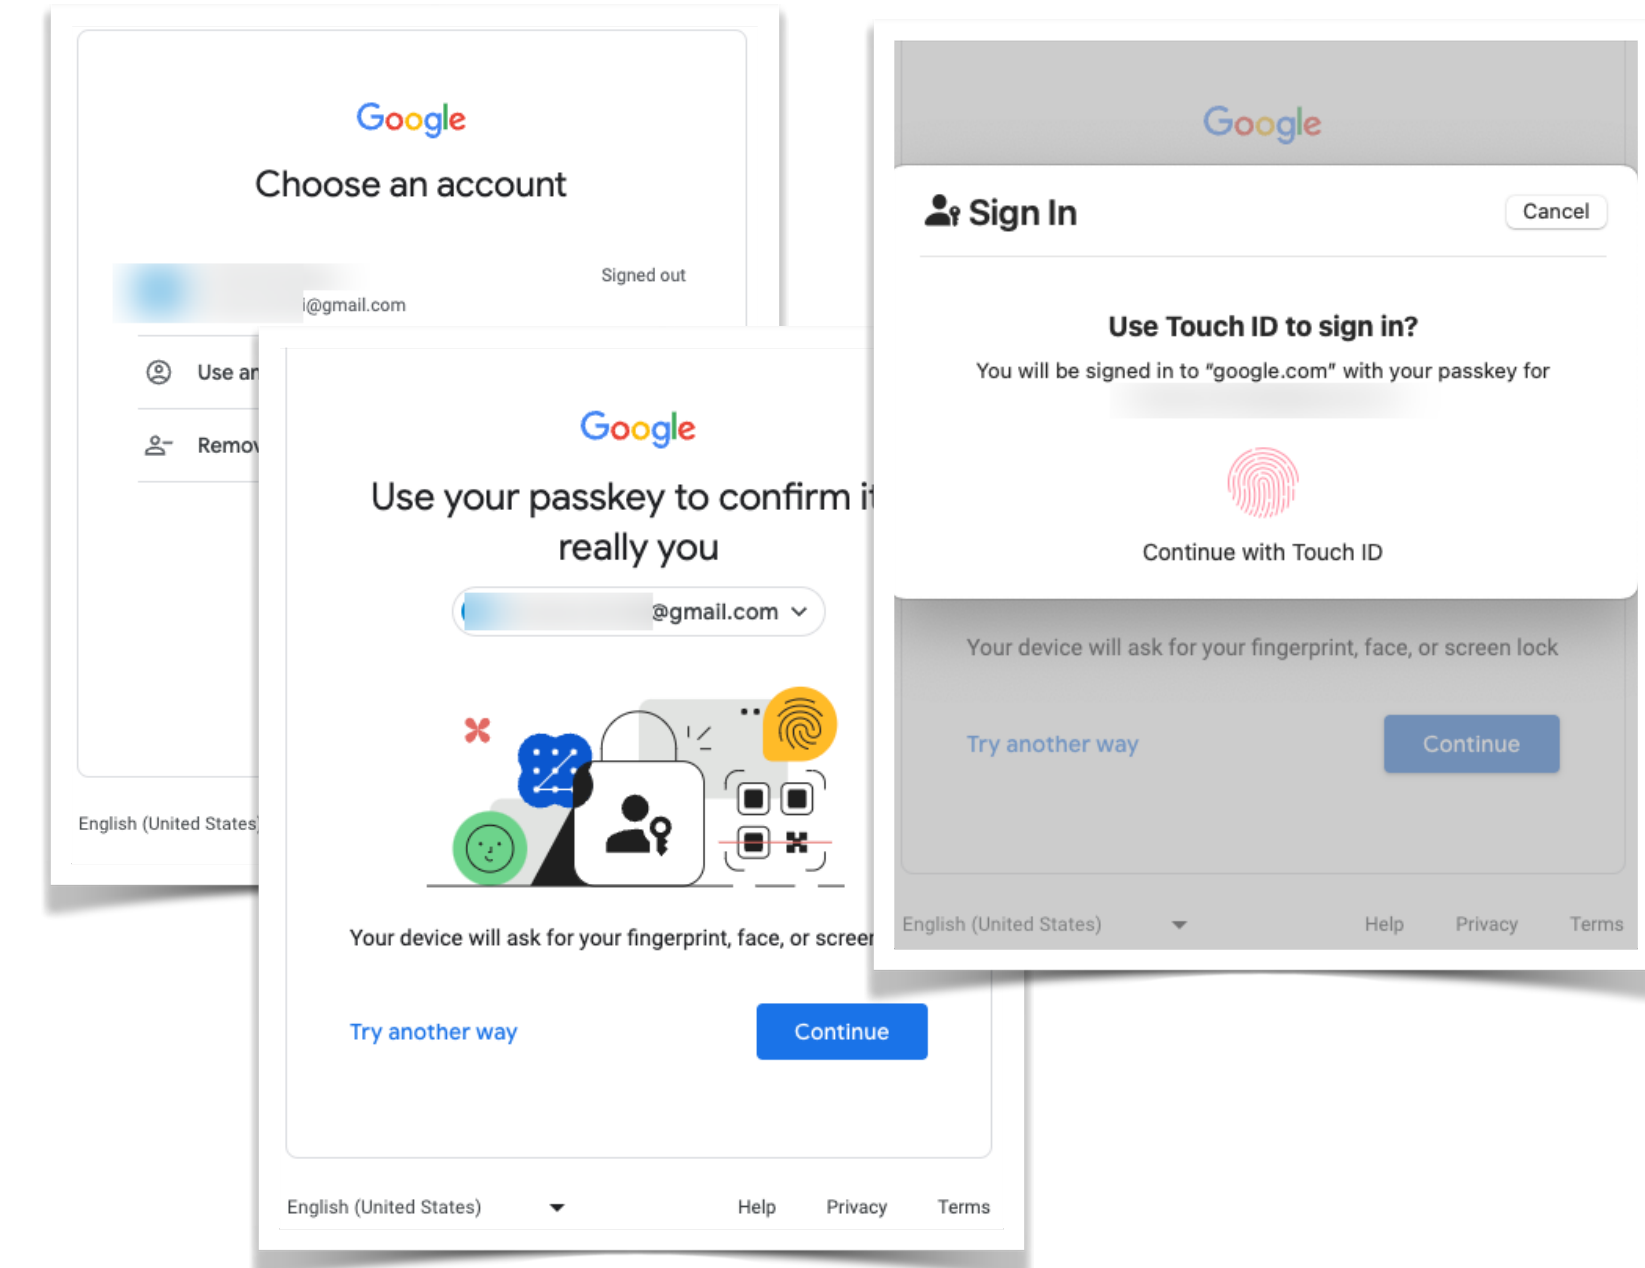 Google
Choose an account
Signed out
i@gmail.com
Use an
Remov
English (United States)
Google
Use your passkey to confirm it
really you
@gmail.com
Your device will ask for your fingerprint, face, or screen
Try another way
Continue
English (United States)
Help
Privacy
Terms
Google
Sign In
Cancel
Use Touch ID to sign in?
You will be signed in to “google.com” with your passkey for
Continue with Touch ID
Your device will ask for your fingerprint, face, or screen lock
Try another way
Continue
English (United States)
Help
Privacy
Terms